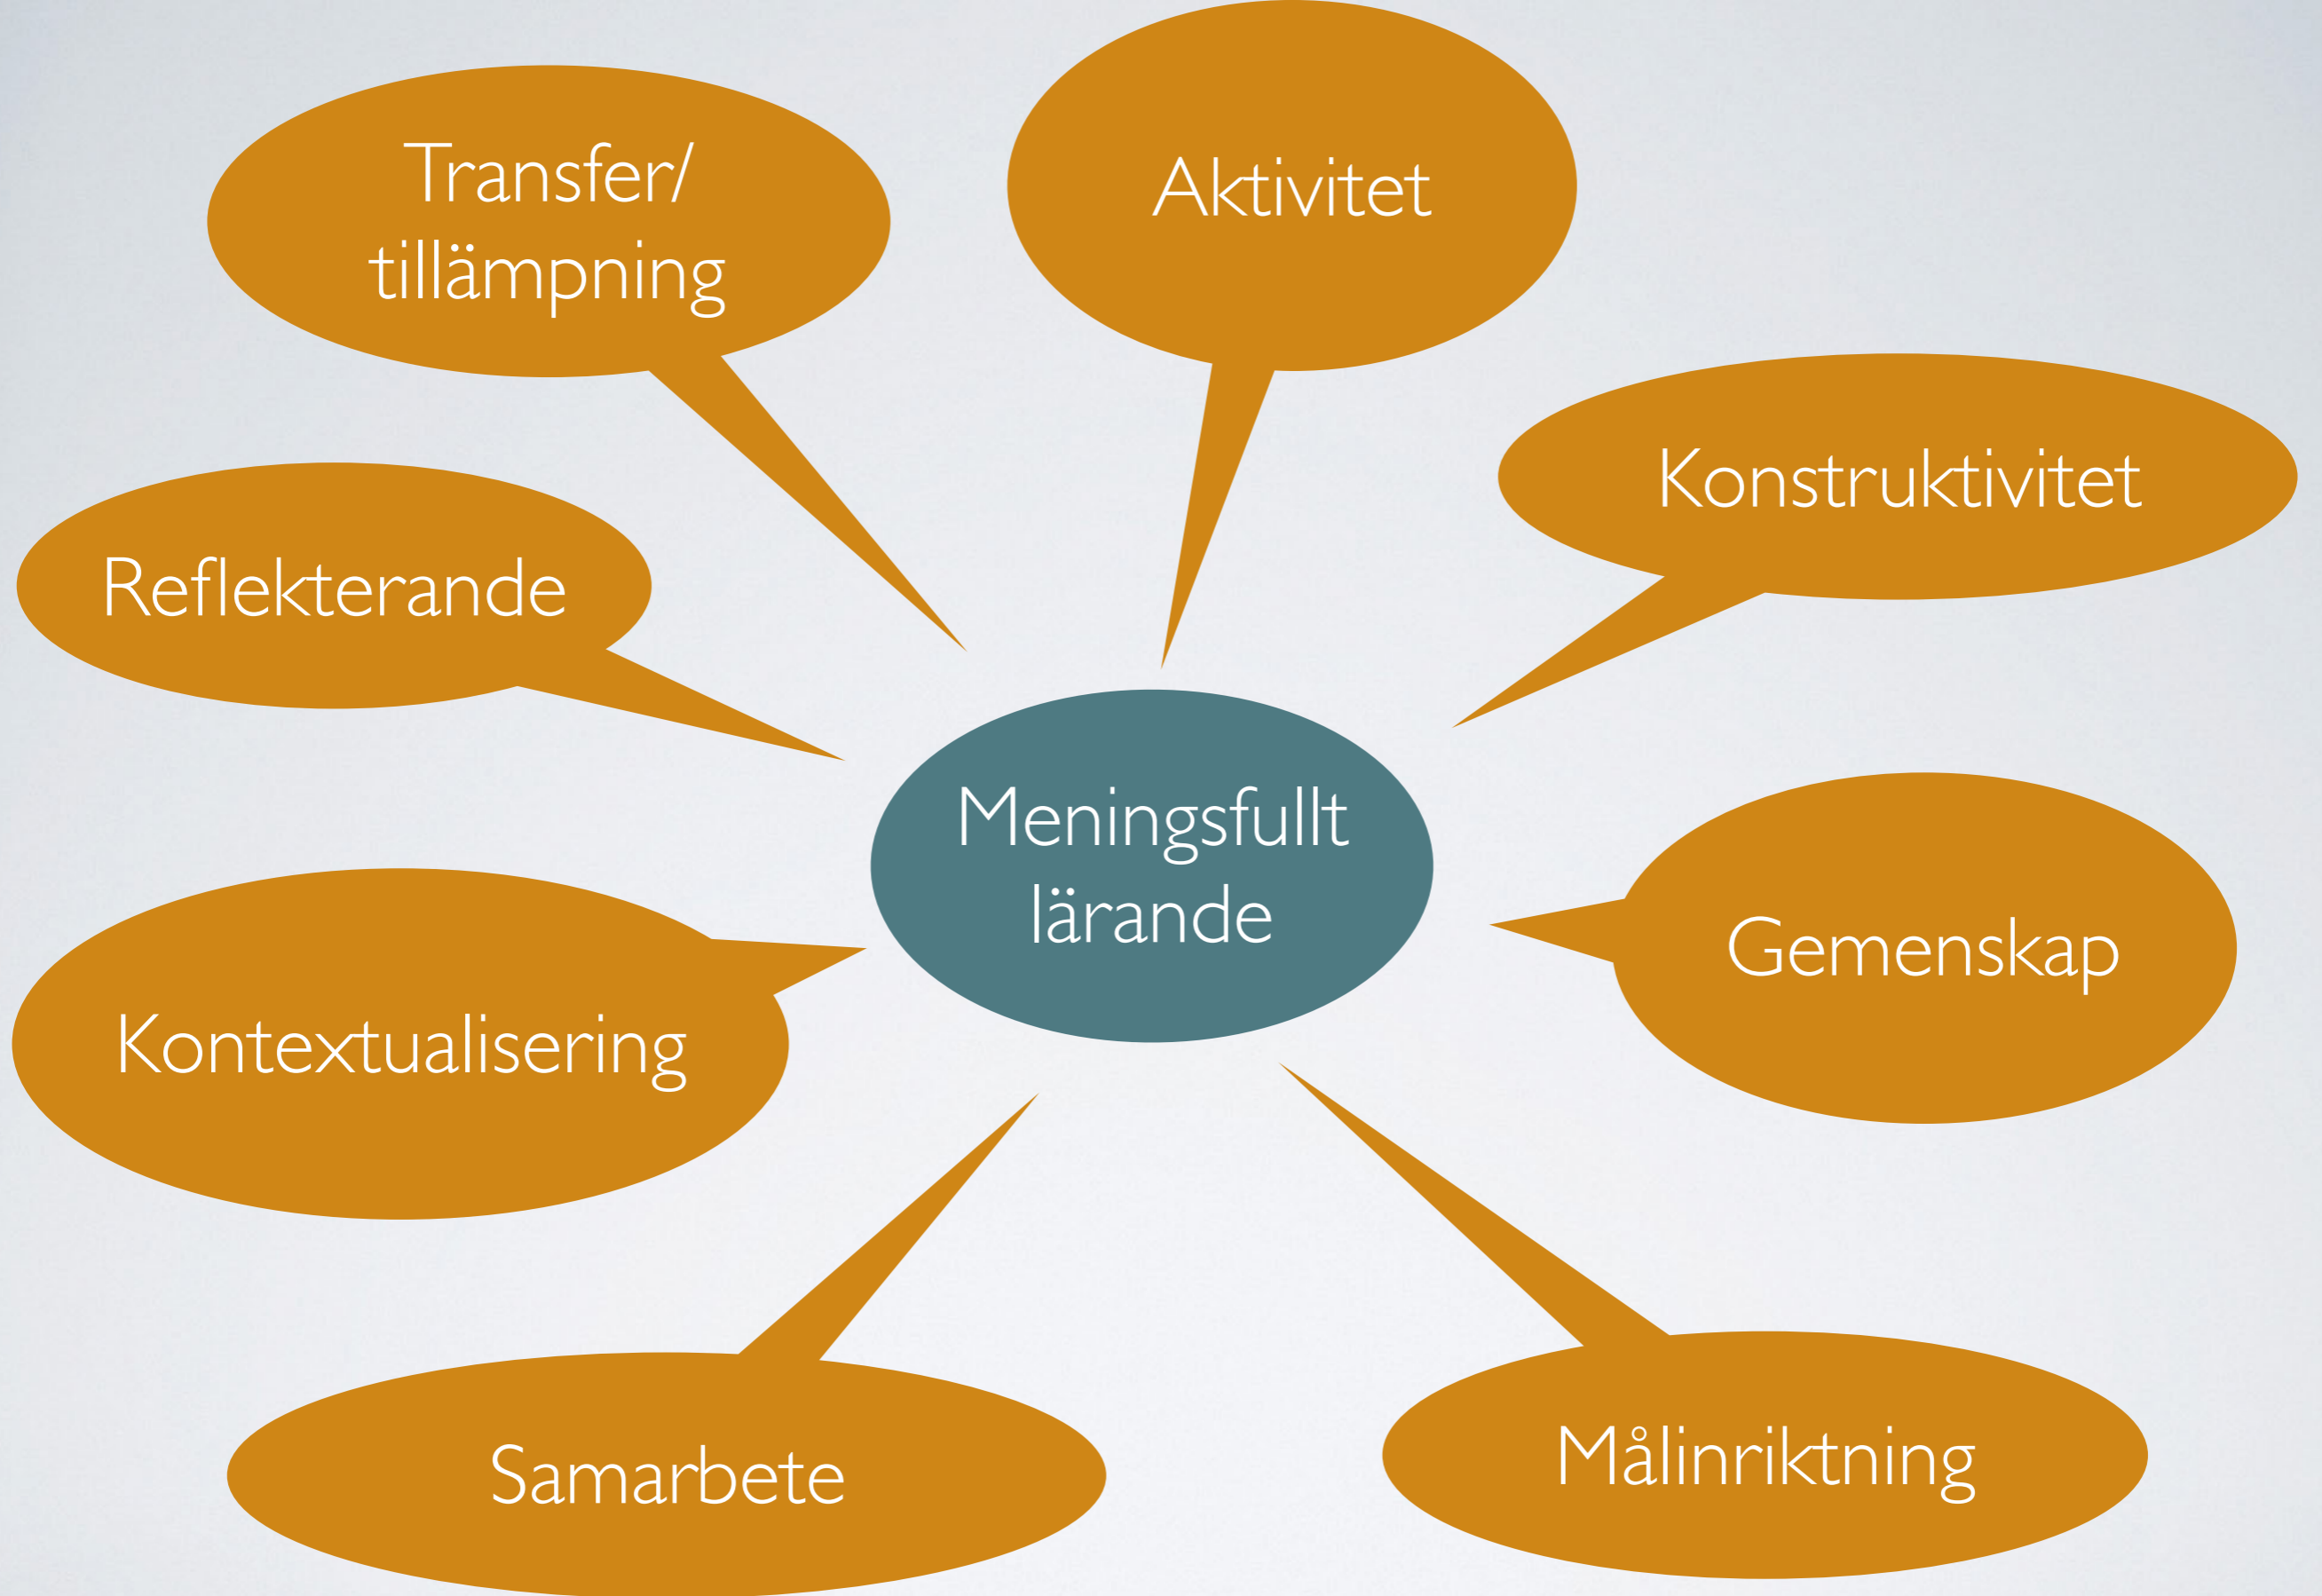 Transfer/
tillämpning
Aktivitet
Konstruktivitet
Reflekterande
Meningsfullt
lärande
Gemenskap
Kontextualisering
Samarbete
Målinriktning